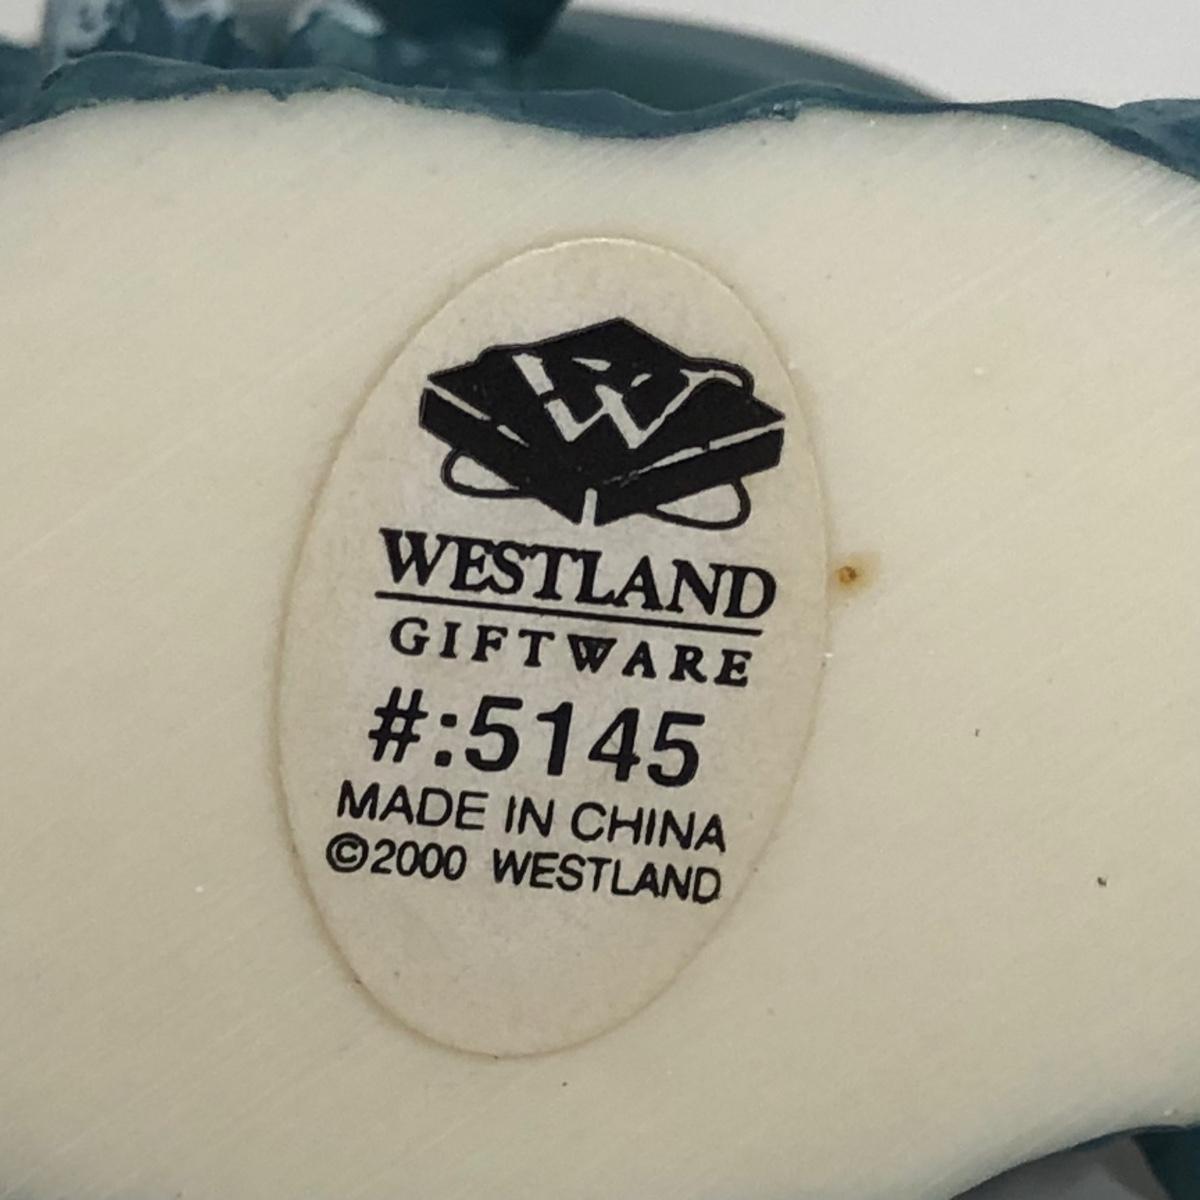 W
WESTLAND
GIFTWARE
#:5145
MADE IN CHINA
©2000 WESTLAND